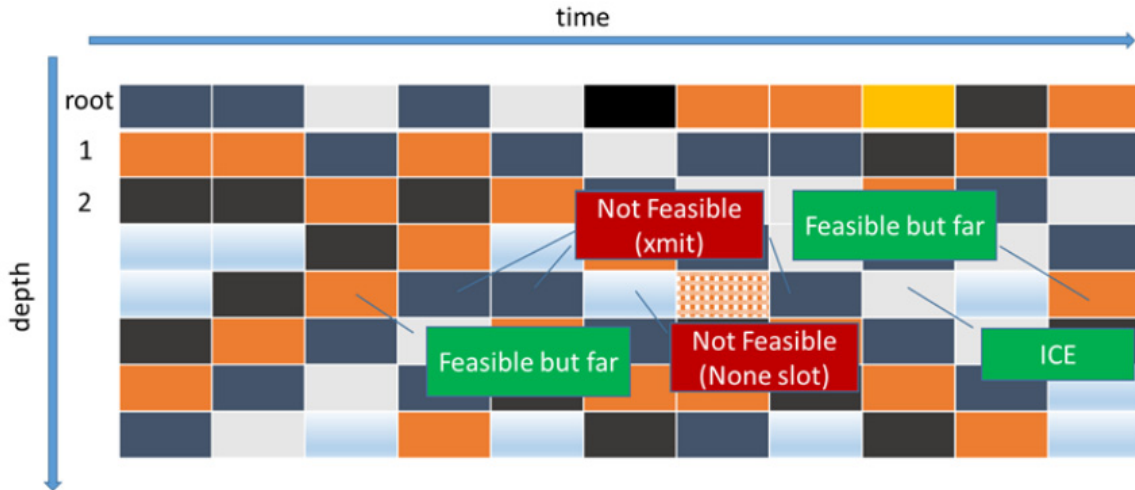 time
root
1
2
Not Feasible
(xmit)
Feasible but far
depth
Feasible but far
Not Feasible
(None slot)
ICE